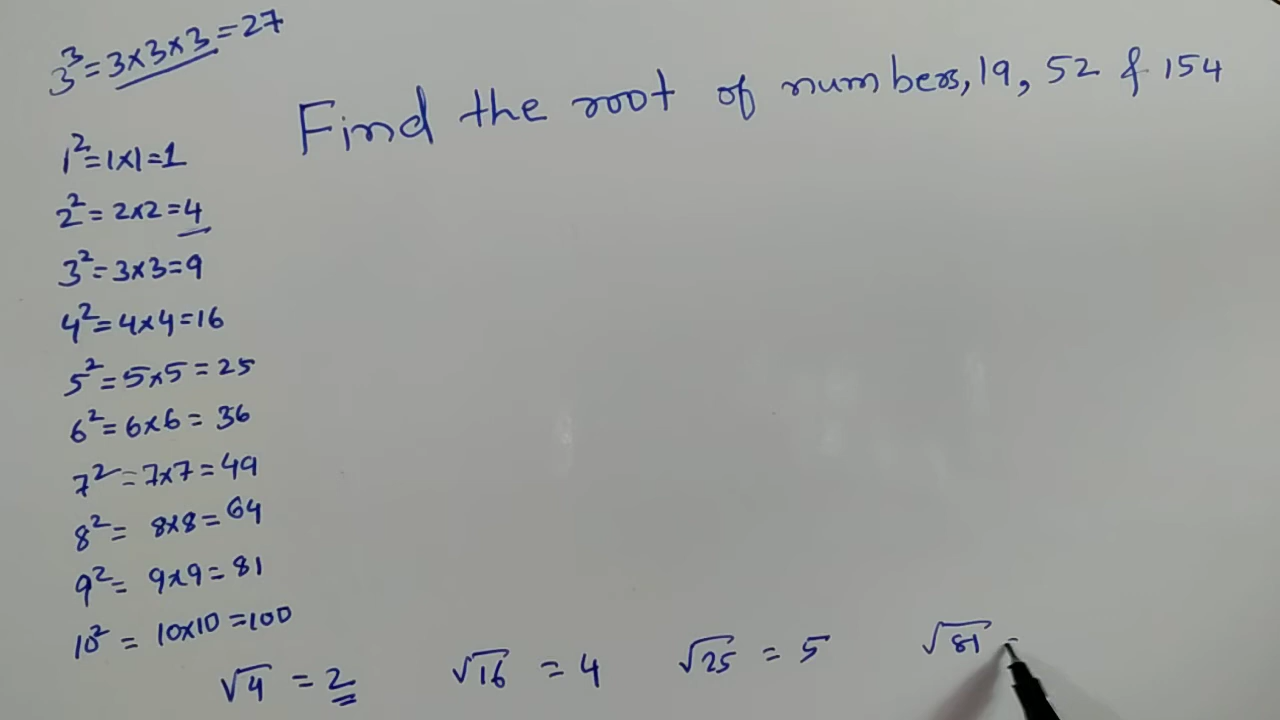 3³ = 3×3×3 = 27
Find the root of numbers, 19, 52 & 154
1² = 1×1 = 1
2² = 2×2 = 4
3² = 3×3 = 9
4² = 4×4 = 16
5² = 5×5 = 25
6² = 6×6 = 36
7² = 7×7 = 49
8² = 8×8 = 64
9² = 9×9 = 81
10² = 10×10 = 100
√4 = 2 √16 = 4 √25 = 5 √81 =